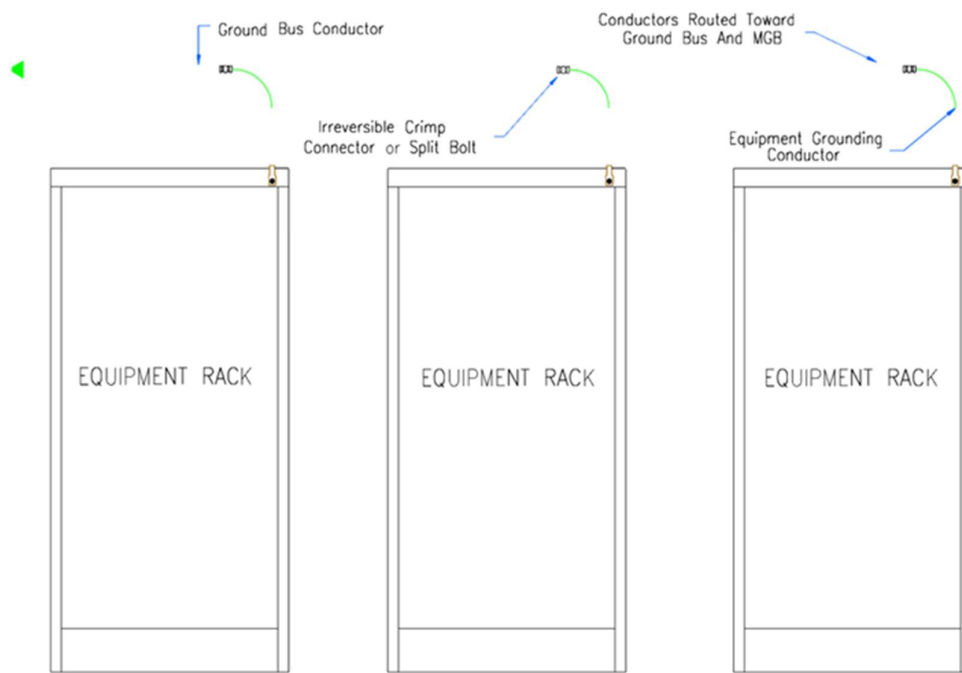 Ground Bus Conductor
Conductors Routed Toward
Ground Bus And MGB
Irreversible Crimp
Connector or Split Bolt
Equipment Grounding
Conductor
EQUIPMENT RACK
EQUIPMENT RACK
EQUIPMENT RACK